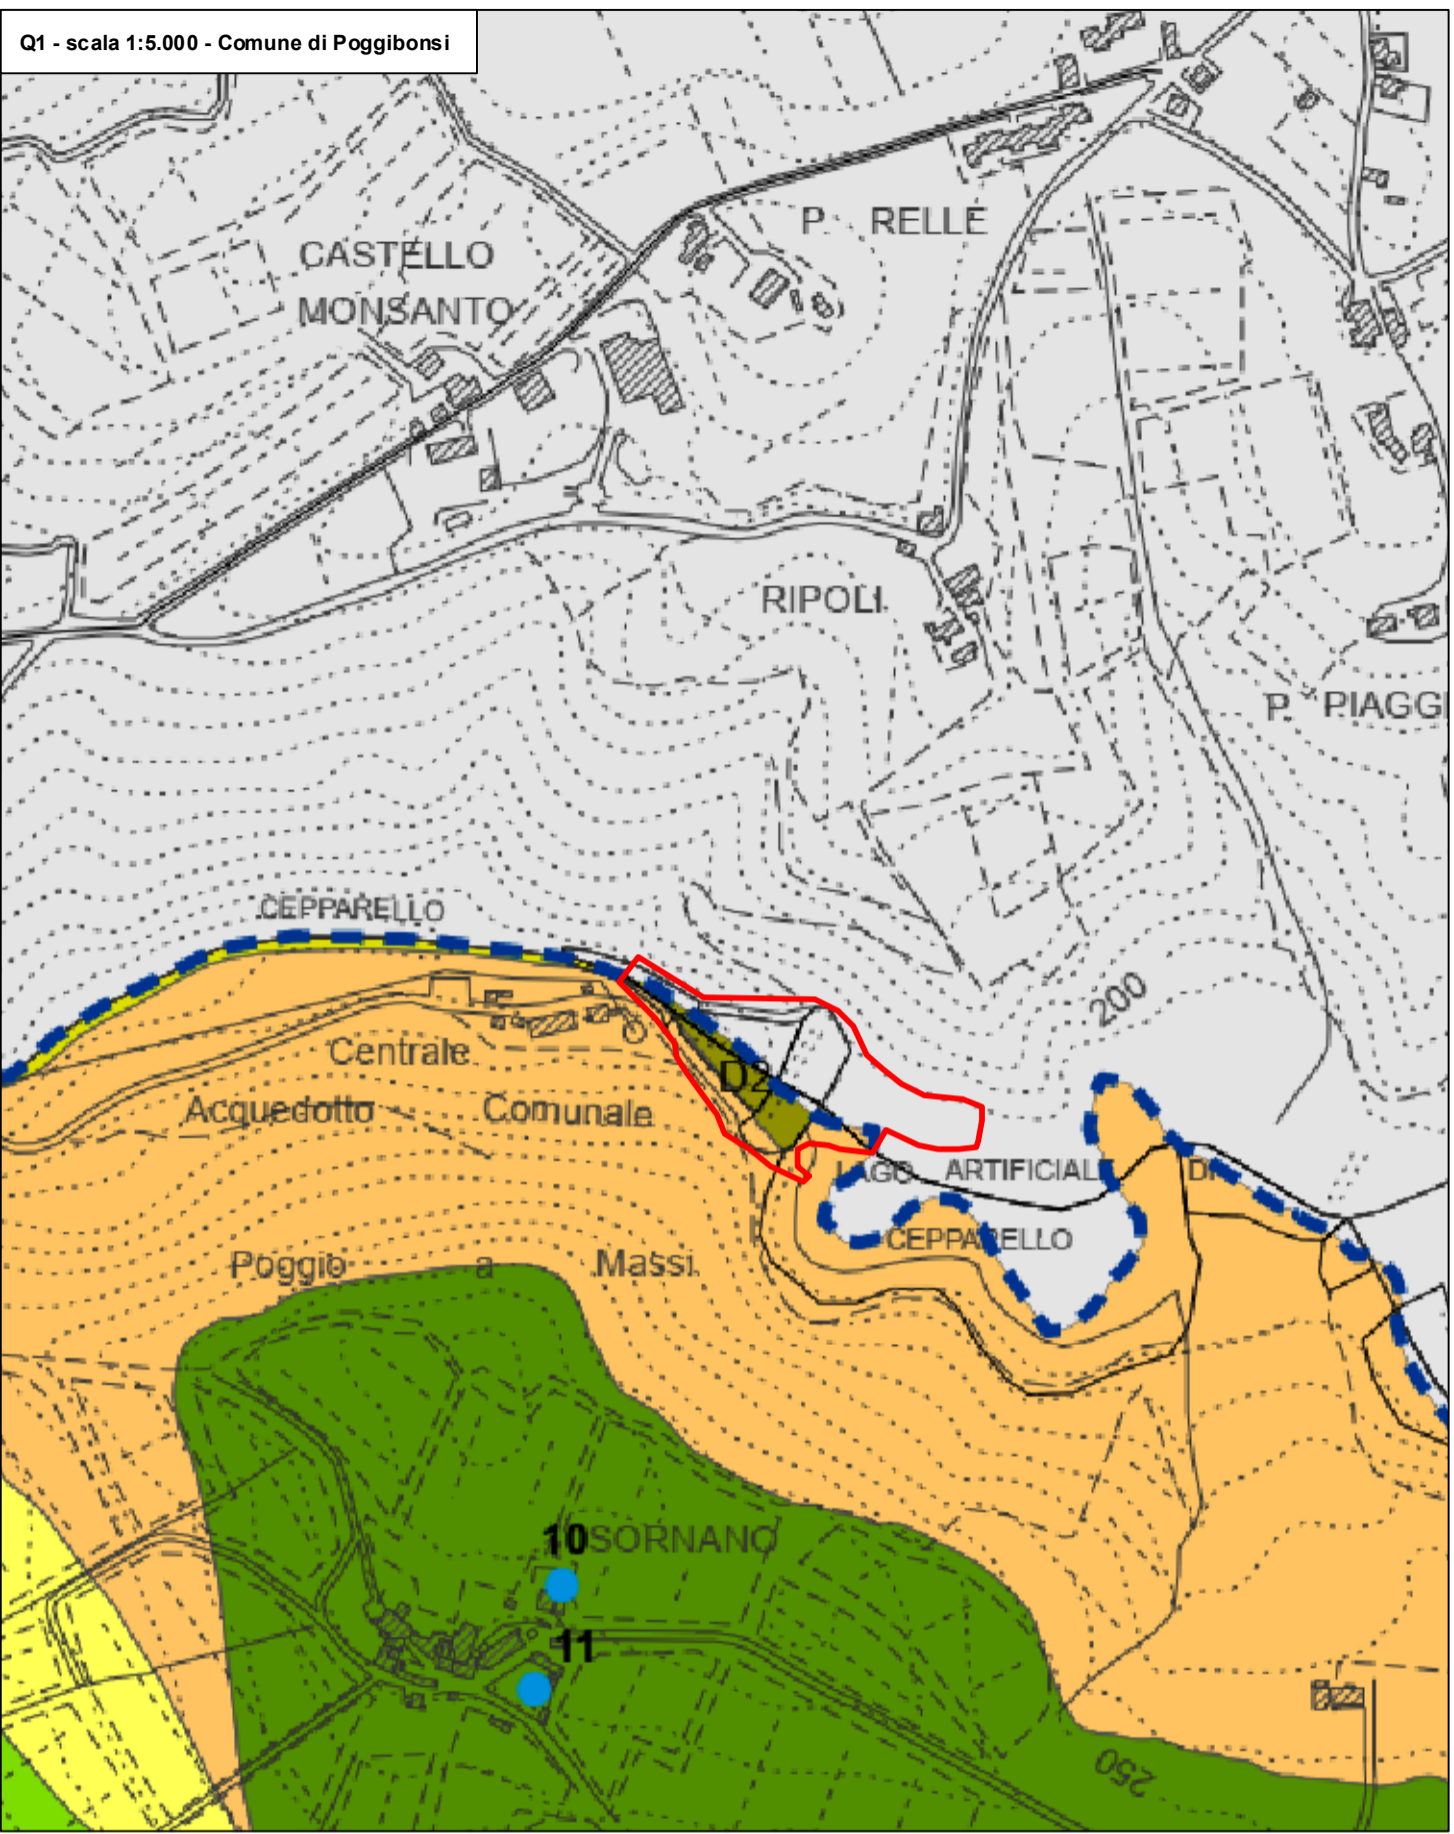 Q1 - scala 1:5.000 - Comune di Poggibonsi
P. RELLE
CASTELLO
MONSANTO
RIPOLI
P. PIAGGI
CEPPARELLO
200
Centrale
D2
Acquedotto Comunale
LAGO ARTIFICIALE DI
CEPPARELLO
Poggio a Massi
10
SORNANO
11
250